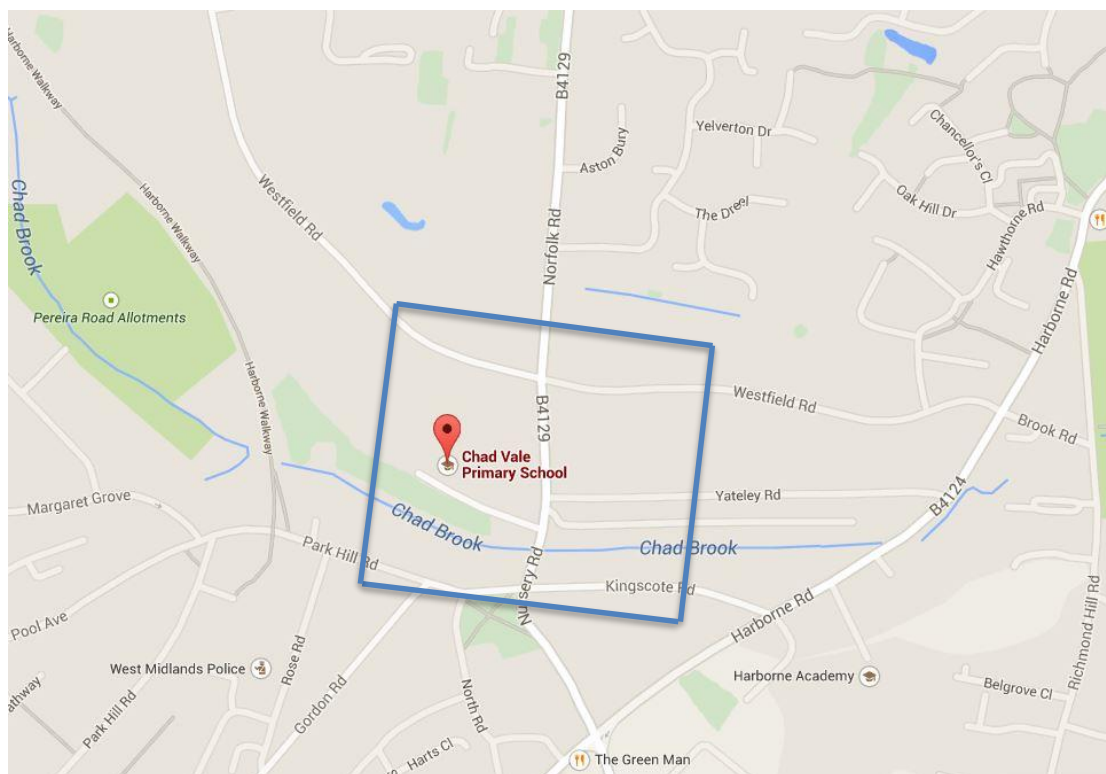 Harborne Walkway
B4129
Yelverton Dr
Aston Bury
Chancellor's Cl
Chad Brook
Harborne Walkway
Westfield Rd
The Dreel
Oak Hill Dr
Hawthorne Rd
Norfolk Rd
Harborne Rd
Pereira Road Allotments
Harborne Walkway
B4129
Westfield Rd
Brook Rd
Chad Vale
Primary School
Margaret Grove
Chad Brook
Yateley Rd
B4124
Park Hill Rd
Chad Brook
Nursery Rd
Kingscote Rd
Harborne Rd
Pool Ave
West Midlands Police
Rose Rd
Harborne Academy
Richmond Hill Rd
Belgrove Cl
athway
Park Hill Rd
Gordon Rd
North Rd
Harts Cl
The Green Man